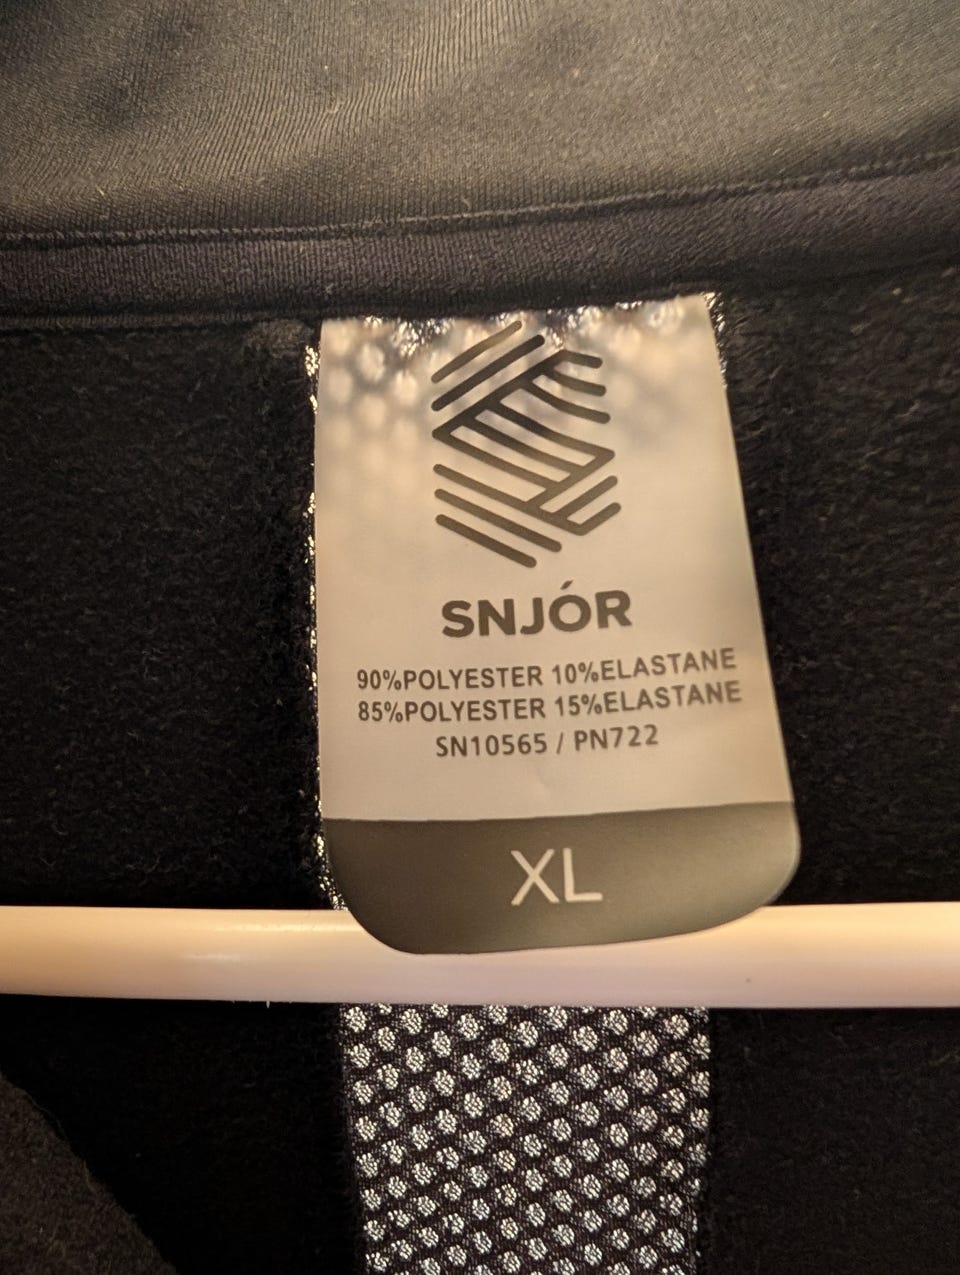 SNJÓR
90%POLYESTER 10%ELASTANE
85%POLYESTER 15%ELASTANE
SN10565 / PN722
XL